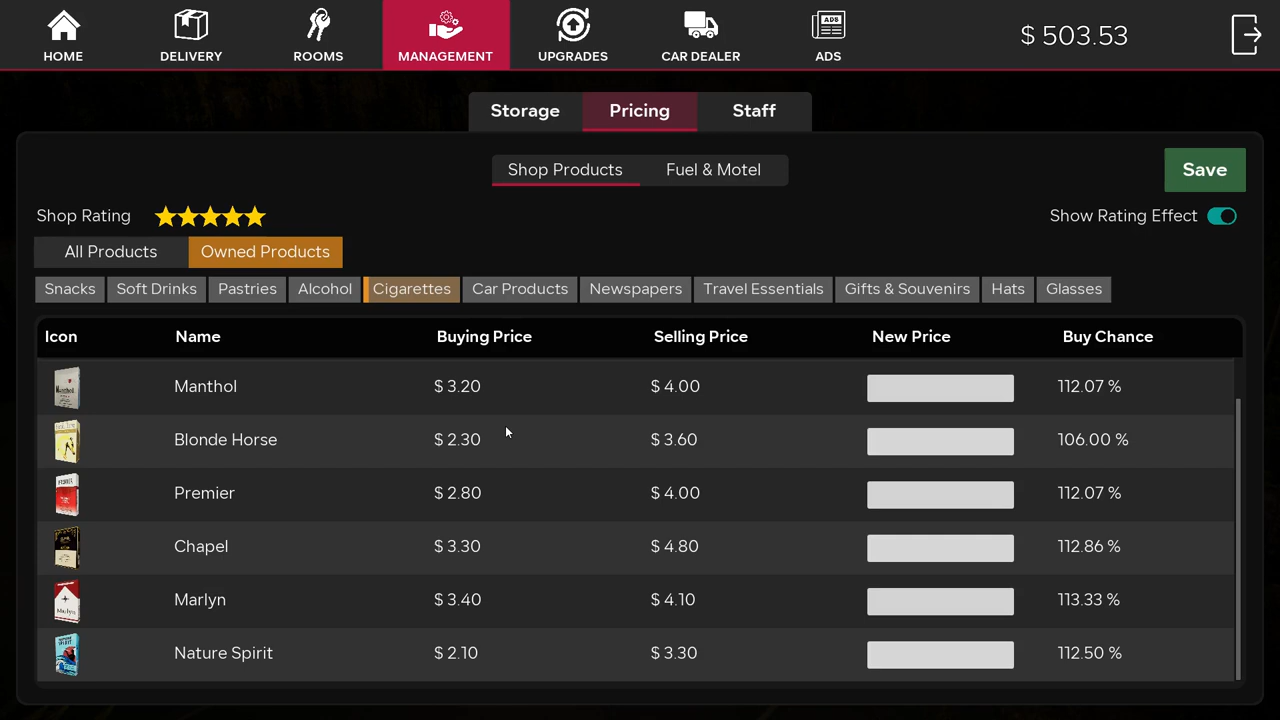 HOME DELIVERY ROOMS MANAGEMENT UPGRADES CAR DEALER ADS $ 503.53
Storage Pricing Staff
Shop Products Fuel & Motel Save
Shop Rating Show Rating Effect
All Products Owned Products
Snacks Soft Drinks Pastries Alcohol Cigarettes Car Products Newspapers Travel Essentials Gifts & Souvenirs Hats Glasses
Icon Name Buying Price Selling Price New Price Buy Chance
Manthol $ 3.20 $ 4.00 112.07 %
Blonde Horse $ 2.30 $ 3.60 106.00 %
Premier $ 2.80 $ 4.00 112.07 %
Chapel $ 3.30 $ 4.80 112.86 %
Marlyn $ 3.40 $ 4.10 113.33 %
Nature Spirit $ 2.10 $ 3.30 112.50 %